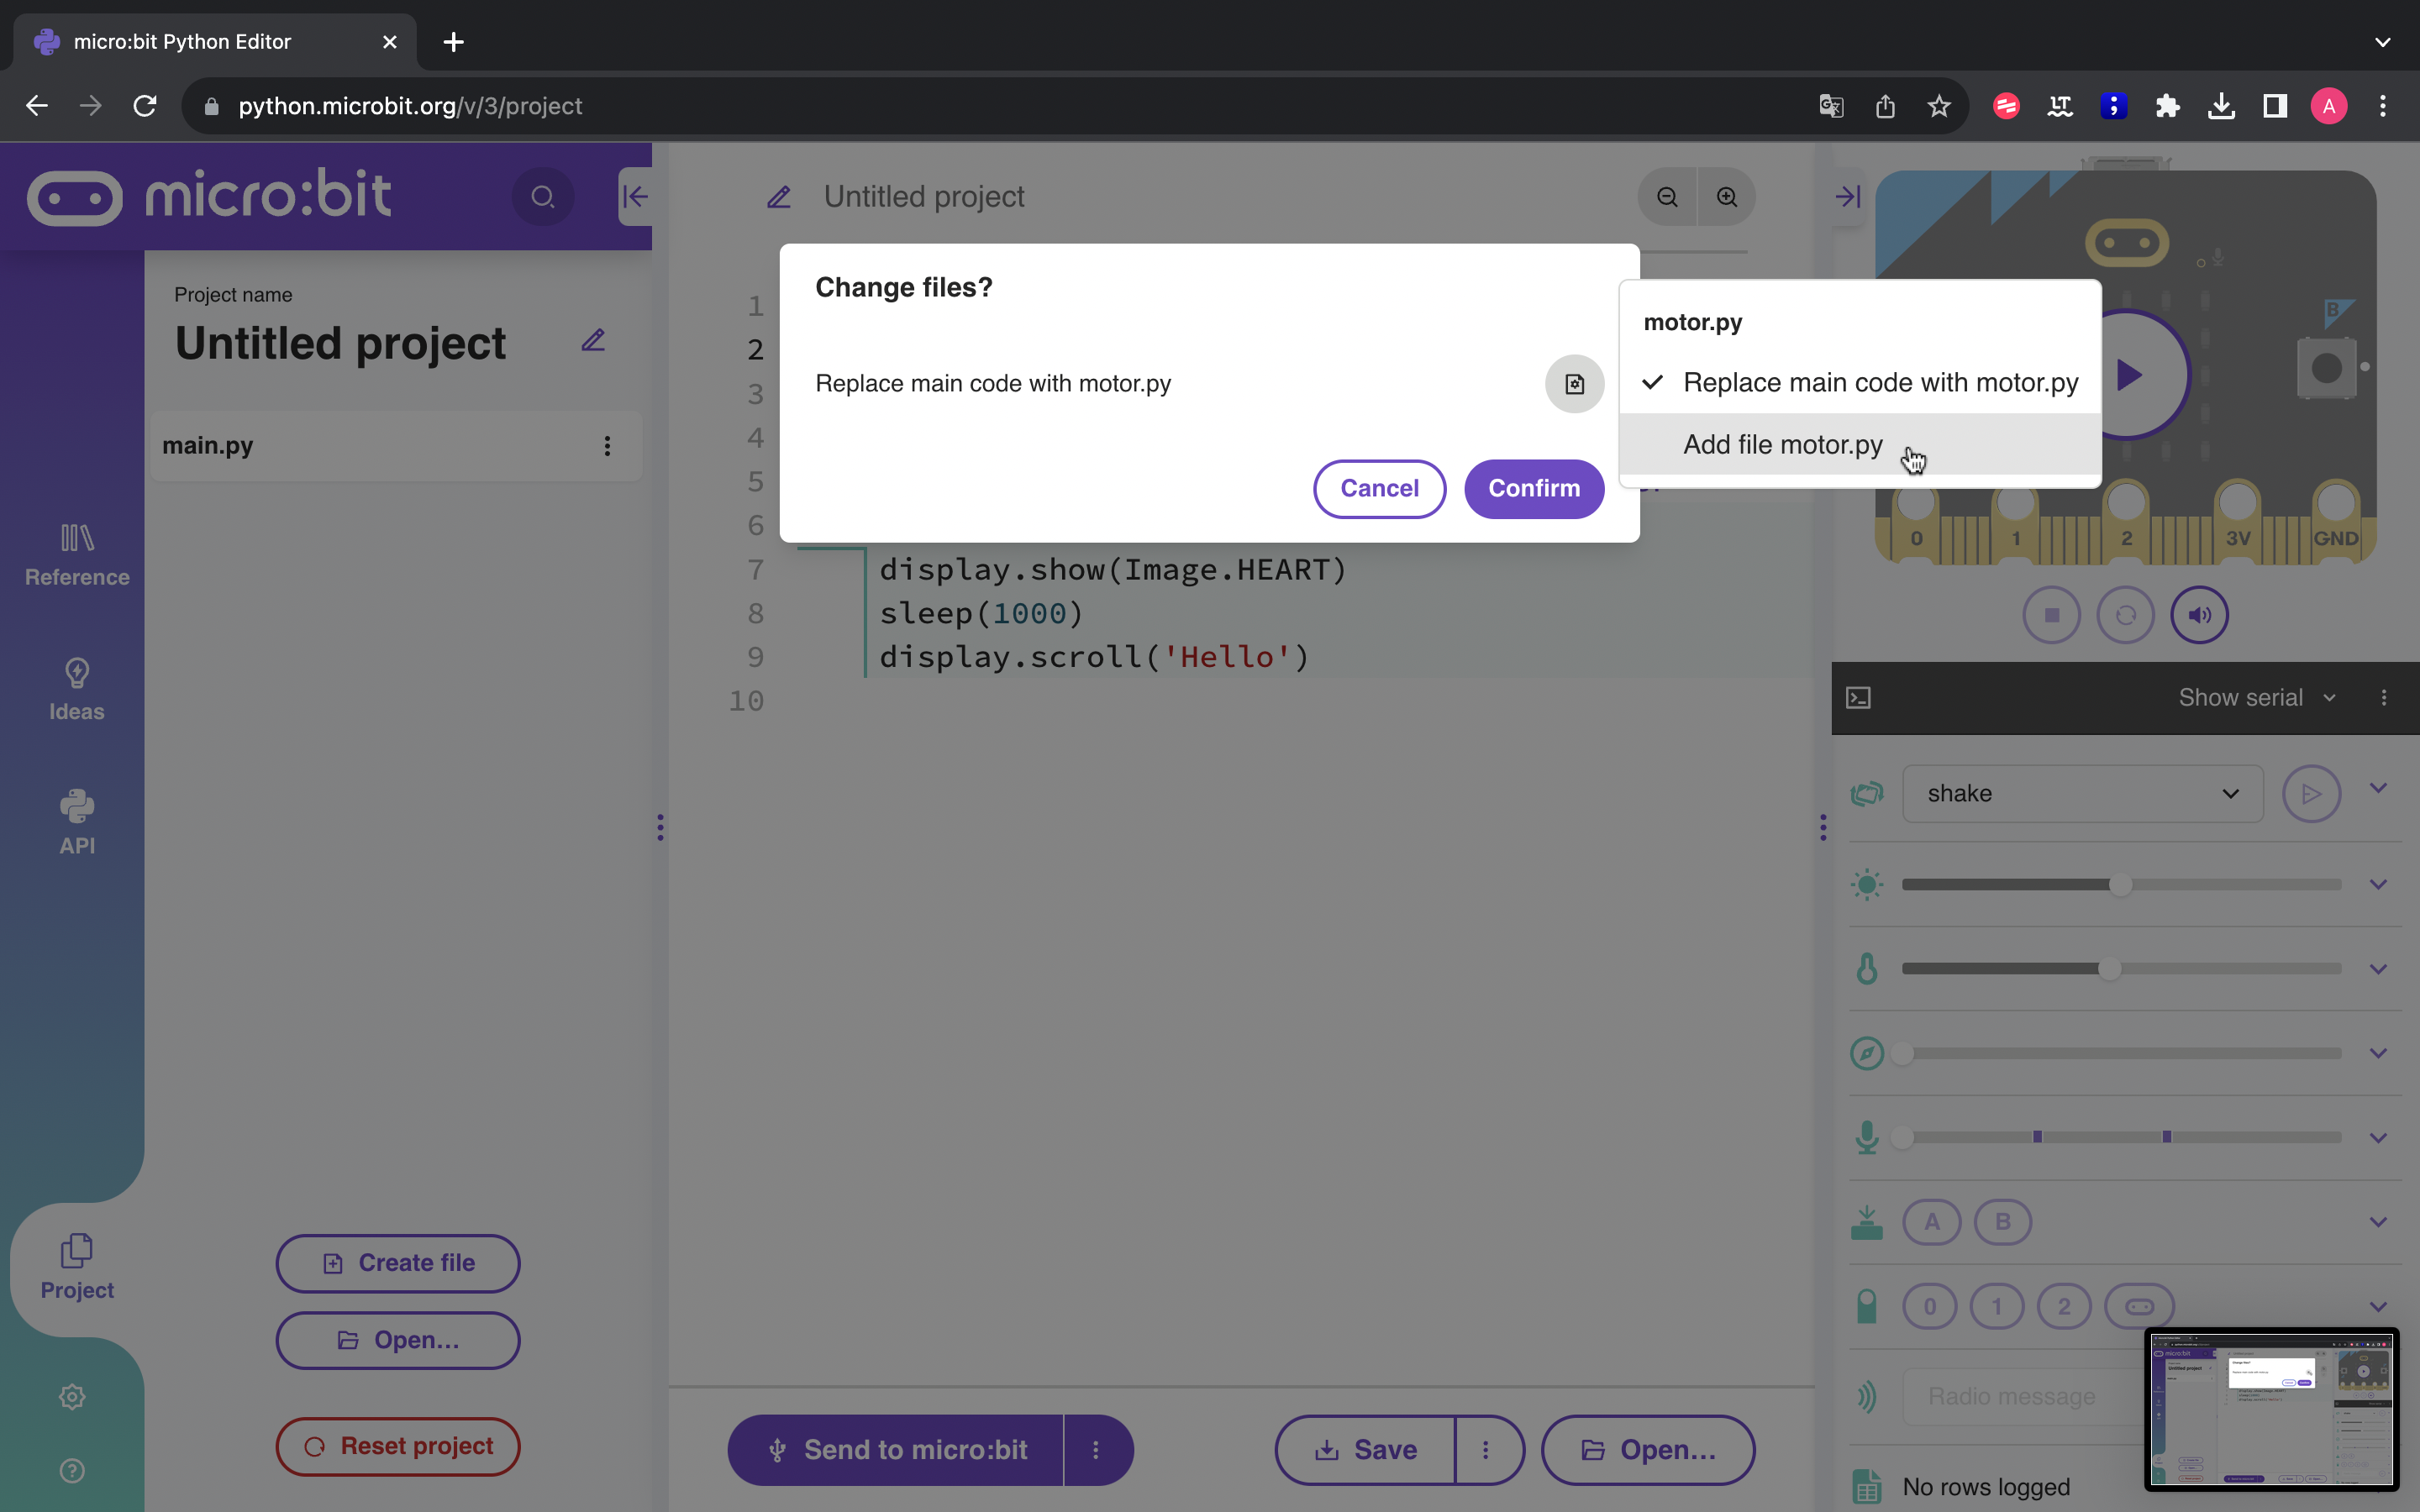 micro:bit Python Editor
python.microbit.org/v/3/project
A
micro:bit
Untitled project
Project name
Untitled project
main.py
Reference
Ideas
API
Project
Create file
Open...
Reset project
Change files?
Replace main code with motor.py
Cancel
Confirm
motor.py
Replace main code with motor.py
Add file motor.py
1
2
3
4
5
6
7 display.show(Image.HEART)
8 sleep(1000)
9 display.scroll('Hello')
10
Send to micro:bit
Save
Open...
B
0 1 2 3V GND
Show serial
shake
A B
0 1 2
Radio message
No rows logged